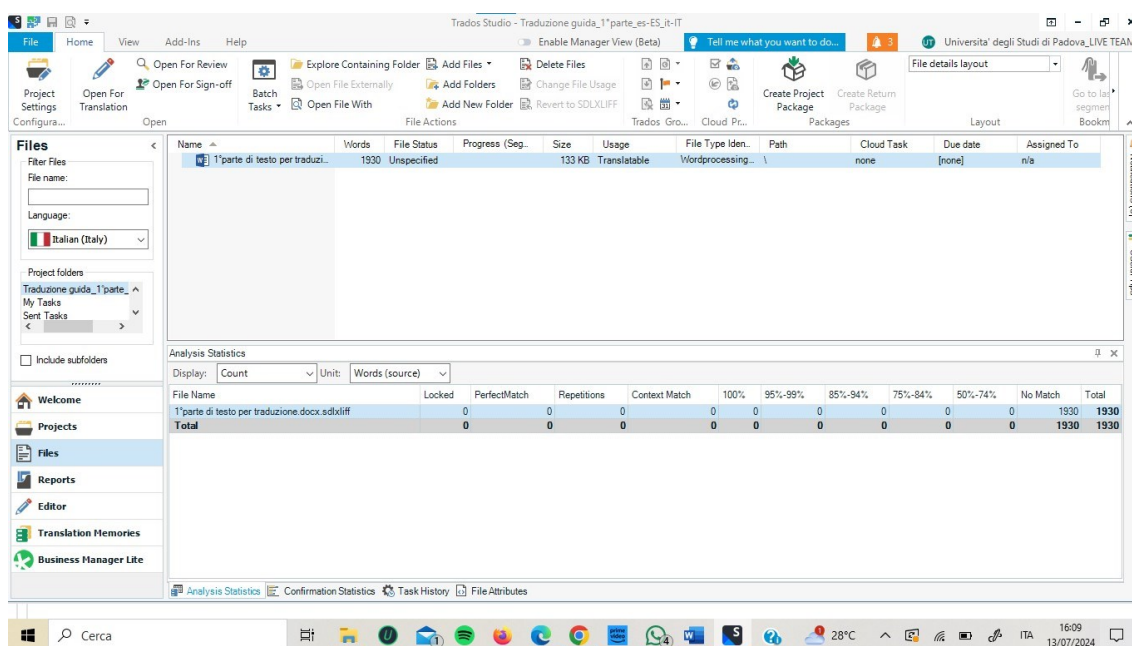 Trados Studio - Traduzione guida_1°parte_es-ES_it-IT
File Home View Add-Ins Help Enable Manager View (Beta) Tell me what you want to do... 3 UT Universita' degli Studi di Padova_LIVE TEAM
Project Settings
Open For Translation
Open For Review
Open For Sign-off
Batch Tasks
Explore Containing Folder
Open File Externally
Open File With
Add Files
Add Folders
Add New Folder
Delete Files
Change File Usage
Revert to SDLXLIFF
Create Project Package
Create Return Package
File details layout
Go to las
segmen
Configura... Open File Actions Trados Gro... Cloud Pr... Packages Layout Bookm
Files
Filter Files
File name:
Language:
Italian (Italy)
Project folders
Traduzione guida_1°parte_
My Tasks
Sent Tasks
Include subfolders
Welcome
Projects
Files
Reports
Editor
Translation Memories
Business Manager Lite
Name Words File Status Progress (Seg... Size Usage File Type Iden... Path Cloud Task Due date Assigned To
1°parte di testo per traduzi... 1930 Unspecified 133 KB Translatable Wordprocessing... \ none [none] n/a
Analysis Statistics
Display: Count Unit: Words (source)
File Name Locked PerfectMatch Repetitions Context Match 100% 95%-99% 85%-94% 75%-84% 50%-74% No Match Total
1°parte di testo per traduzione.docx.sdlxliff 0 0 0 0 0 0 0 0 0 1930 1930
Total 0 0 0 0 0 0 0 0 0 1930 1930
Analysis Statistics Confirmation Statistics Task History File Attributes
Cerca 28°C ITA 16:09
13/07/2024